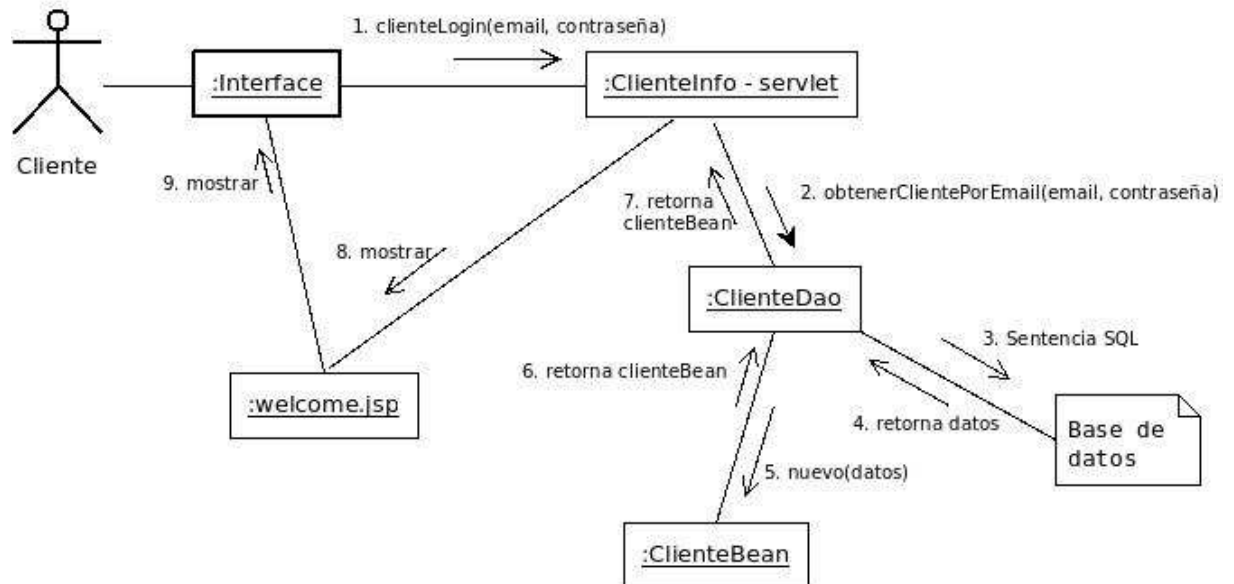 1. clienteLogin(email, contraseña)
:Interface
:ClienteInfo - servlet
Cliente
9. mostrar
7. retorna
clienteBean
2. obtenerClientePorEmail(email, contraseña)
8. mostrar
:ClienteDao
3. Sentencia SQL
6. retorna clienteBean
:welcome.jsp
4. retorna datos
Base de
datos
5. nuevo(datos)
:ClienteBean